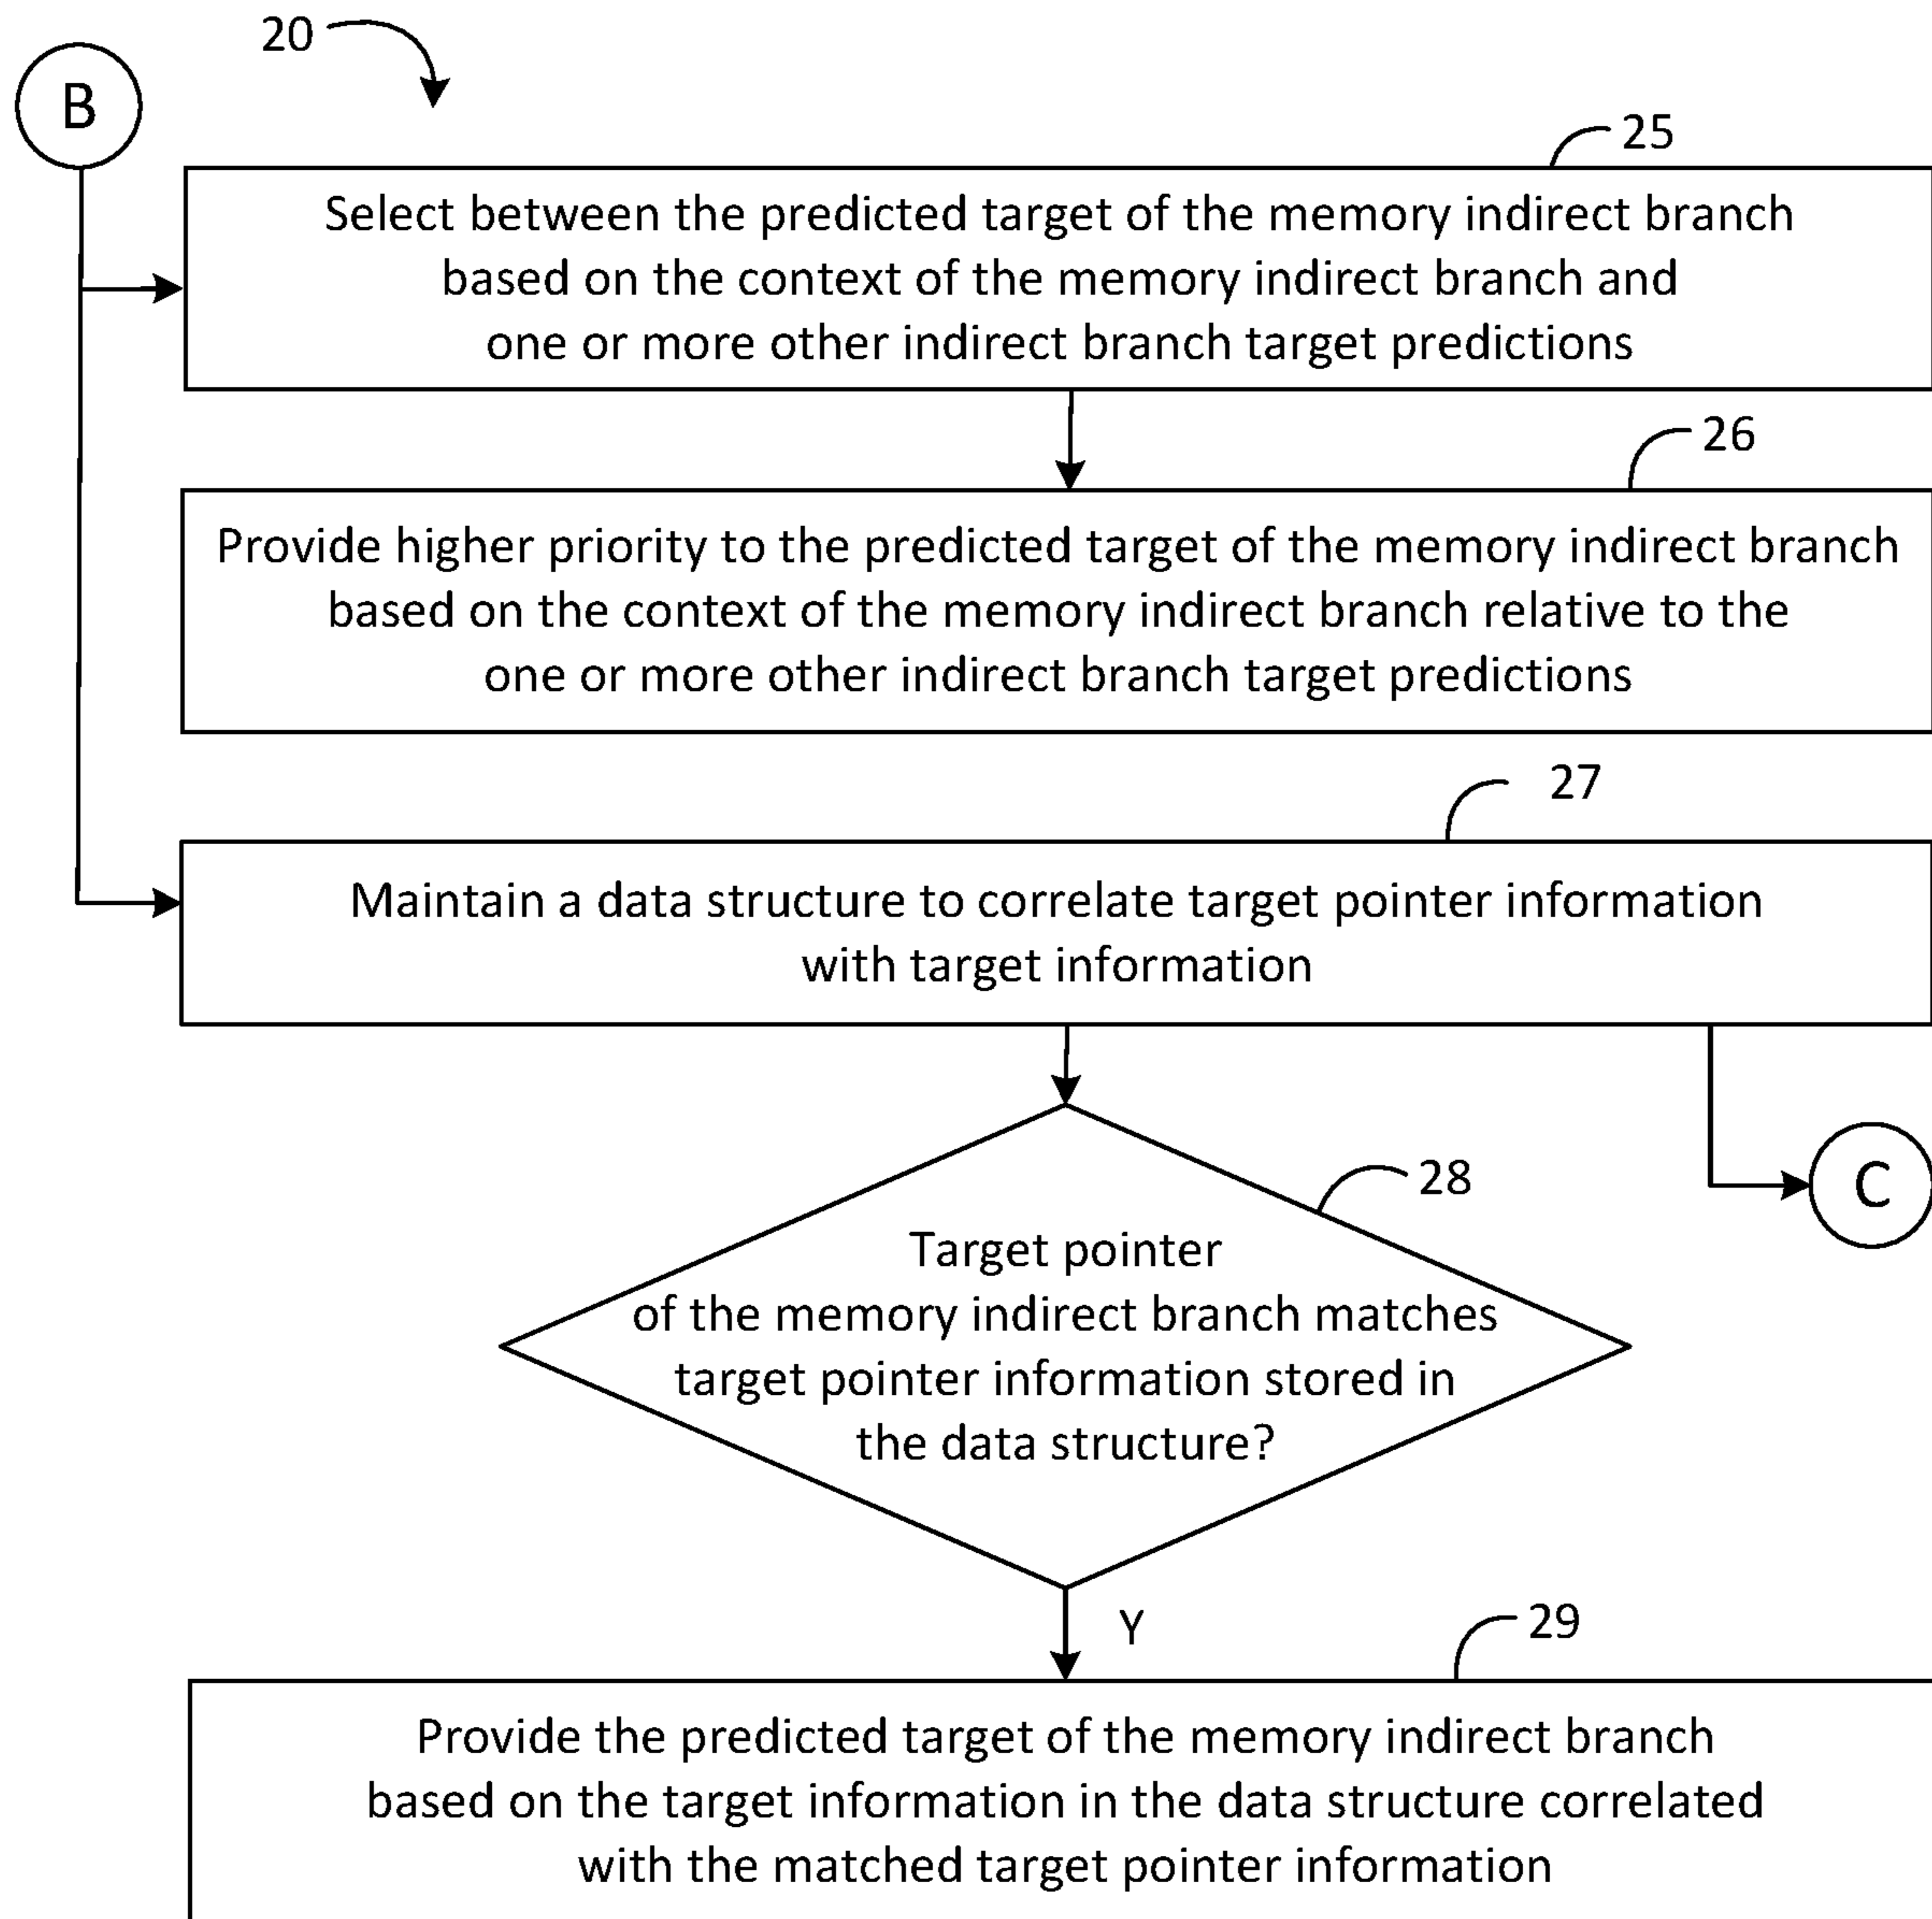 20
B
25
Select between the predicted target of the memory indirect branch
based on the context of the memory indirect branch and
one or more other indirect branch target predictions
26
Provide higher priority to the predicted target of the memory indirect branch
based on the context of the memory indirect branch relative to the
one or more other indirect branch target predictions
27
Maintain a data structure to correlate target pointer information
with target information
28
C
Target pointer
of the memory indirect branch matches
target pointer information stored in
the data structure?
Y
29
Provide the predicted target of the memory indirect branch
based on the target information in the data structure correlated
with the matched target pointer information